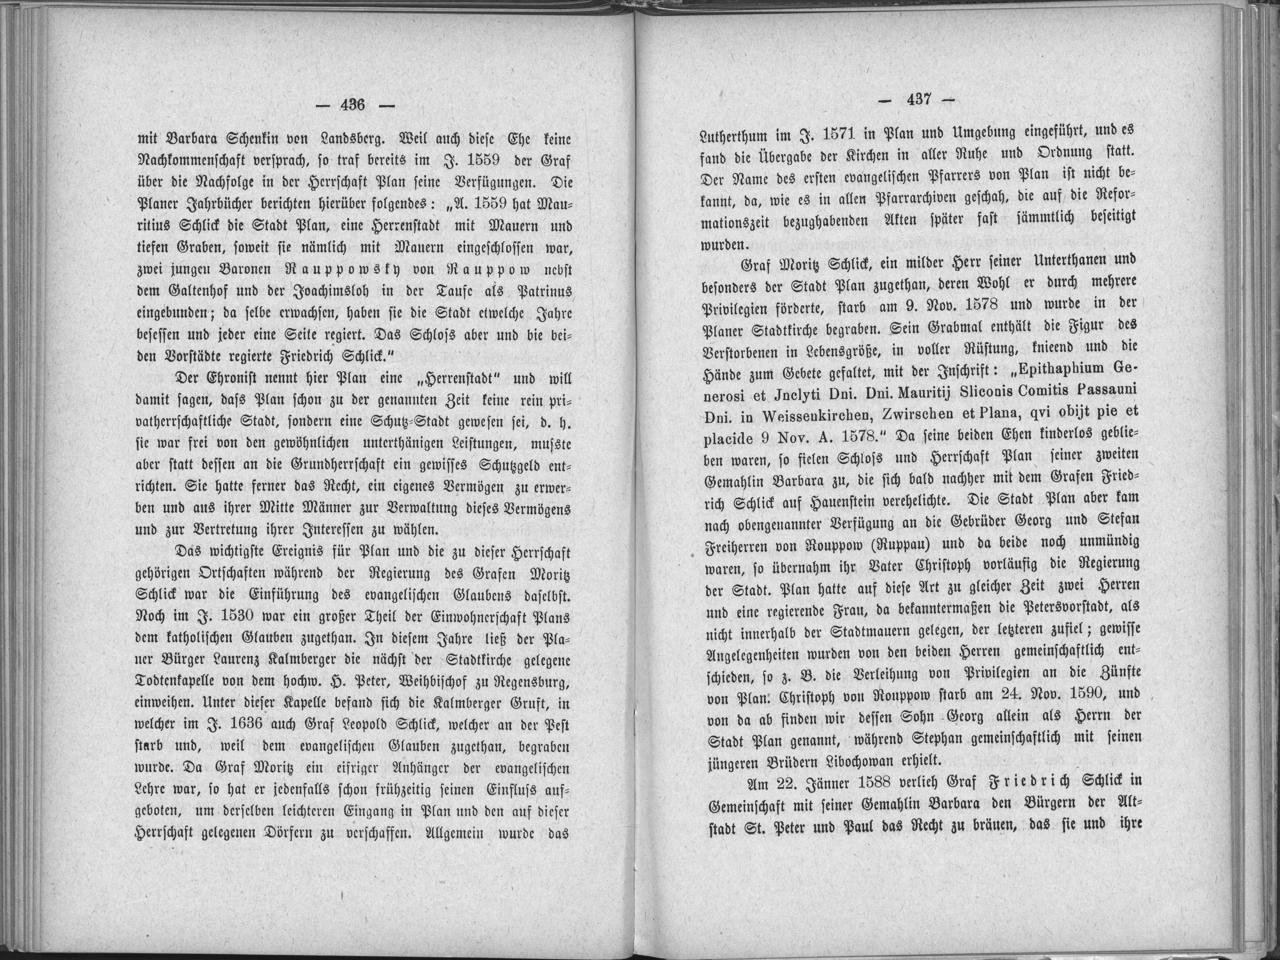 — 436 —
mit Barbara Schenkin von Landsberg. Weil auch diese Ehe keine
Nachkommenschaft versprach, so traf bereits im J. 1559 der Graf
über die Nachfolge in der Herrschaft Plan seine Verfügungen. Die
Planer Jahrbücher berichten hierüber folgendes: „A. 1559 hat Mau-
ritius Schlick die Stadt Plan, eine Herrenstadt mit Mauern und
tiefen Graben, soweit sie nämlich mit Mauern eingeschlossen war,
zwei jungen Baronen Rauppowsky von Rauppow nebst
dem Galtenhof und der Joachimsloh in der Taufe als Patrinus
eingebunden; da selbe erwachsen, haben sie die Stadt etwelche Jahre
besessen und jeder eine Seite regiert. Das Schloss aber und bie bei-
den Vorstädte regierte Friedrich Schlick.“
Der Chronist nennt hier Plan eine „Herrenstadt“ und will
damit sagen, dass Plan schon zu der genannten Zeit keine rein pri-
vatherrschaftliche Stadt, sondern eine Schutz-Stadt gewesen sei, d. h.
sie war frei von den gewöhnlichen unterthänigen Leistungen, musste
aber statt dessen an die Grundherrschaft ein gewisses Schutzgeld ent-
richten. Sie hatte ferner das Recht, ein eigenes Vermögen zu erwer-
ben und aus ihrer Mitte Männer zur Verwaltung dieses Vermögens
und zur Vertretung ihrer Interessen zu wählen.
Das wichtigste Ereignis für Plan und die zu dieser Herrschaft
gehörigen Ortschaften während der Regierung des Grafen Moritz
Schlick war die Einführung des evangelischen Glaubens daselbst.
Noch im J. 1530 war ein großer Theil der Einwohnerschaft Plans
dem katholischen Glauben zugethan. In diesem Jahre ließ der Pla-
ner Bürger Laurenz Kalmberger die nächst der Stadtkirche gelegene
Todtenkapelle von dem hochw. H. Peter, Weihbischof zu Regensburg,
einweihen. Unter dieser Kapelle befand sich die Kalmberger Gruft, in
welcher im J. 1636 auch Graf Leopold Schlick, welcher an der Pest
starb und, weil dem evangelischen Glauben zugethan, begraben
wurde. Da Graf Moritz ein eifriger Anhänger der evangelischen
Lehre war, so hat er jedenfalls schon frühzeitig seinen Einfluss auf-
geboten, um derselben leichteren Eingang in Plan und den auf dieser
Herrschaft gelegenen Dörfern zu verschaffen. Allgemein wurde das
— 437 —
Lutherthum im J. 1571 in Plan und Umgebung eingeführt, und es
fand die Übergabe der Kirchen in aller Ruhe und Ordnung statt.
Der Name des ersten evangelischen Pfarrers von Plan ist nicht be-
kannt, da, wie es in allen Pfarrarchiven geschah, die auf die Refor-
mationszeit bezughabenden Akten später fast sämmtlich beseitigt
wurden.
Graf Moritz Schlick, ein milder Herr seiner Unterthanen und
besonders der Stadt Plan zugethan, deren Wohl er durch mehrere
Privilegien förderte, starb am 9. Nov. 1578 und wurde in der
Planer Stadtkirche begraben. Sein Grabmal enthält die Figur des
Verstorbenen in Lebensgröße, in voller Rüstung, knieend und die
Hände zum Gebete gefaltet, mit der Inschrift: „Epithaphium Ge-
nerosi et Jnclyti Dni. Dni. Mauritij Sliconis Comitis Passauni
Dni. in Weissenkirchen, Zwirschen et Plana, qvi obijt pie et
placide 9 Nov. A. 1578.“ Da seine beiden Ehen kinderlos geblie-
ben waren, so fielen Schloss und Herrschaft Plan seiner zweiten
Gemahlin Barbara zu, die sich bald nachher mit dem Grafen Fried-
rich Schlick auf Hauenstein verehelichte. Die Stadt Plan aber kam
nach obengenannter Verfügung an die Gebrüder Georg und Stefan
Freiherren von Rouppow (Ruppau) und da beide noch unmündig
waren, so übernahm ihr Vater Christoph vorläufig die Regierung
der Stadt. Plan hatte auf diese Art zu gleicher Zeit zwei Herren
und eine regierende Frau, da bekanntermaßen die Petersvorstadt, als
nicht innerhalb der Stadtmauern gelegen, der letzteren zufiel; gewisse
Angelegenheiten wurden von den beiden Herren gemeinschaftlich ent-
schieden, so z. B. die Verleihung von Privilegien an die Zünfte
von Plan. Christoph von Rouppow starb am 24. Nov. 1590, und
von da ab finden wir dessen Sohn Georg allein als Herrn der
Stadt Plan genannt, während Stephan gemeinschaftlich mit seinen
jüngeren Brüdern Libochowan erhielt.
Am 22. Jänner 1588 verlieh Graf Friedrich Schlick in
Gemeinschaft mit seiner Gemahlin Barbara den Bürgern der Alt-
stadt St. Peter und Paul das Recht zu bräuen, das sie und ihre